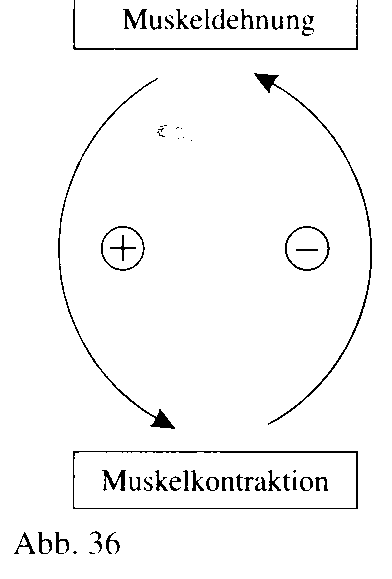 Muskeldehnung
+
−
Muskelkontraktion
Abb. 36